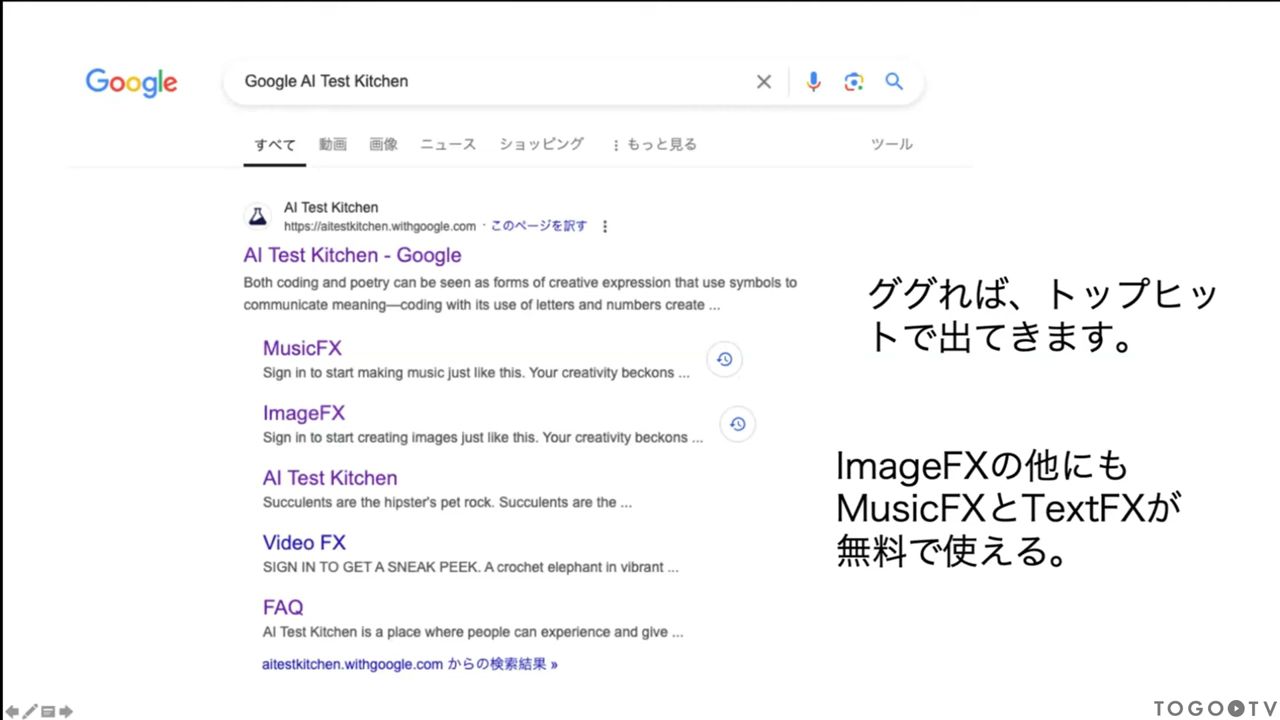 Google
Google AI Test Kitchen
すべて 動画 画像 ニュース ショッピング もっと見る ツール
AI Test Kitchen
https://aitestkitchen.withgoogle.com · このページを訳す
AI Test Kitchen - Google
Both coding and poetry can be seen as forms of creative expression that use symbols to
communicate meaning—coding with its use of letters and numbers create ...
MusicFX
Sign in to start making music just like this. Your creativity beckons ...
ImageFX
Sign in to start creating images just like this. Your creativity beckons ...
AI Test Kitchen
Succulents are the hipster's pet rock. Succulents are the ...
Video FX
SIGN IN TO GET A SNEAK PEEK. A crochet elephant in vibrant ...
FAQ
AI Test Kitchen is a place where people can experience and give ...
aitestkitchen.withgoogle.com からの検索結果 »
ググれば、トップヒッ
トで出てきます。
ImageFXの他にも
MusicFXとTextFXが
無料で使える。
TOGOTV